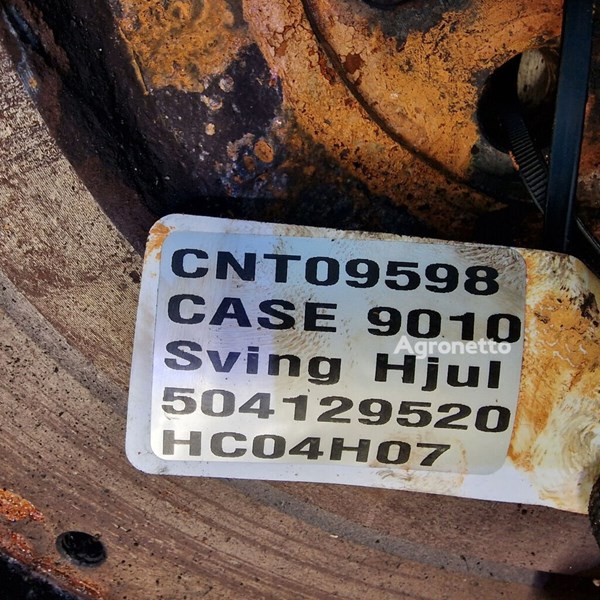 CNT09598
CASE 9010
Agronetto
Sving Hjul
504129520
HC04H07